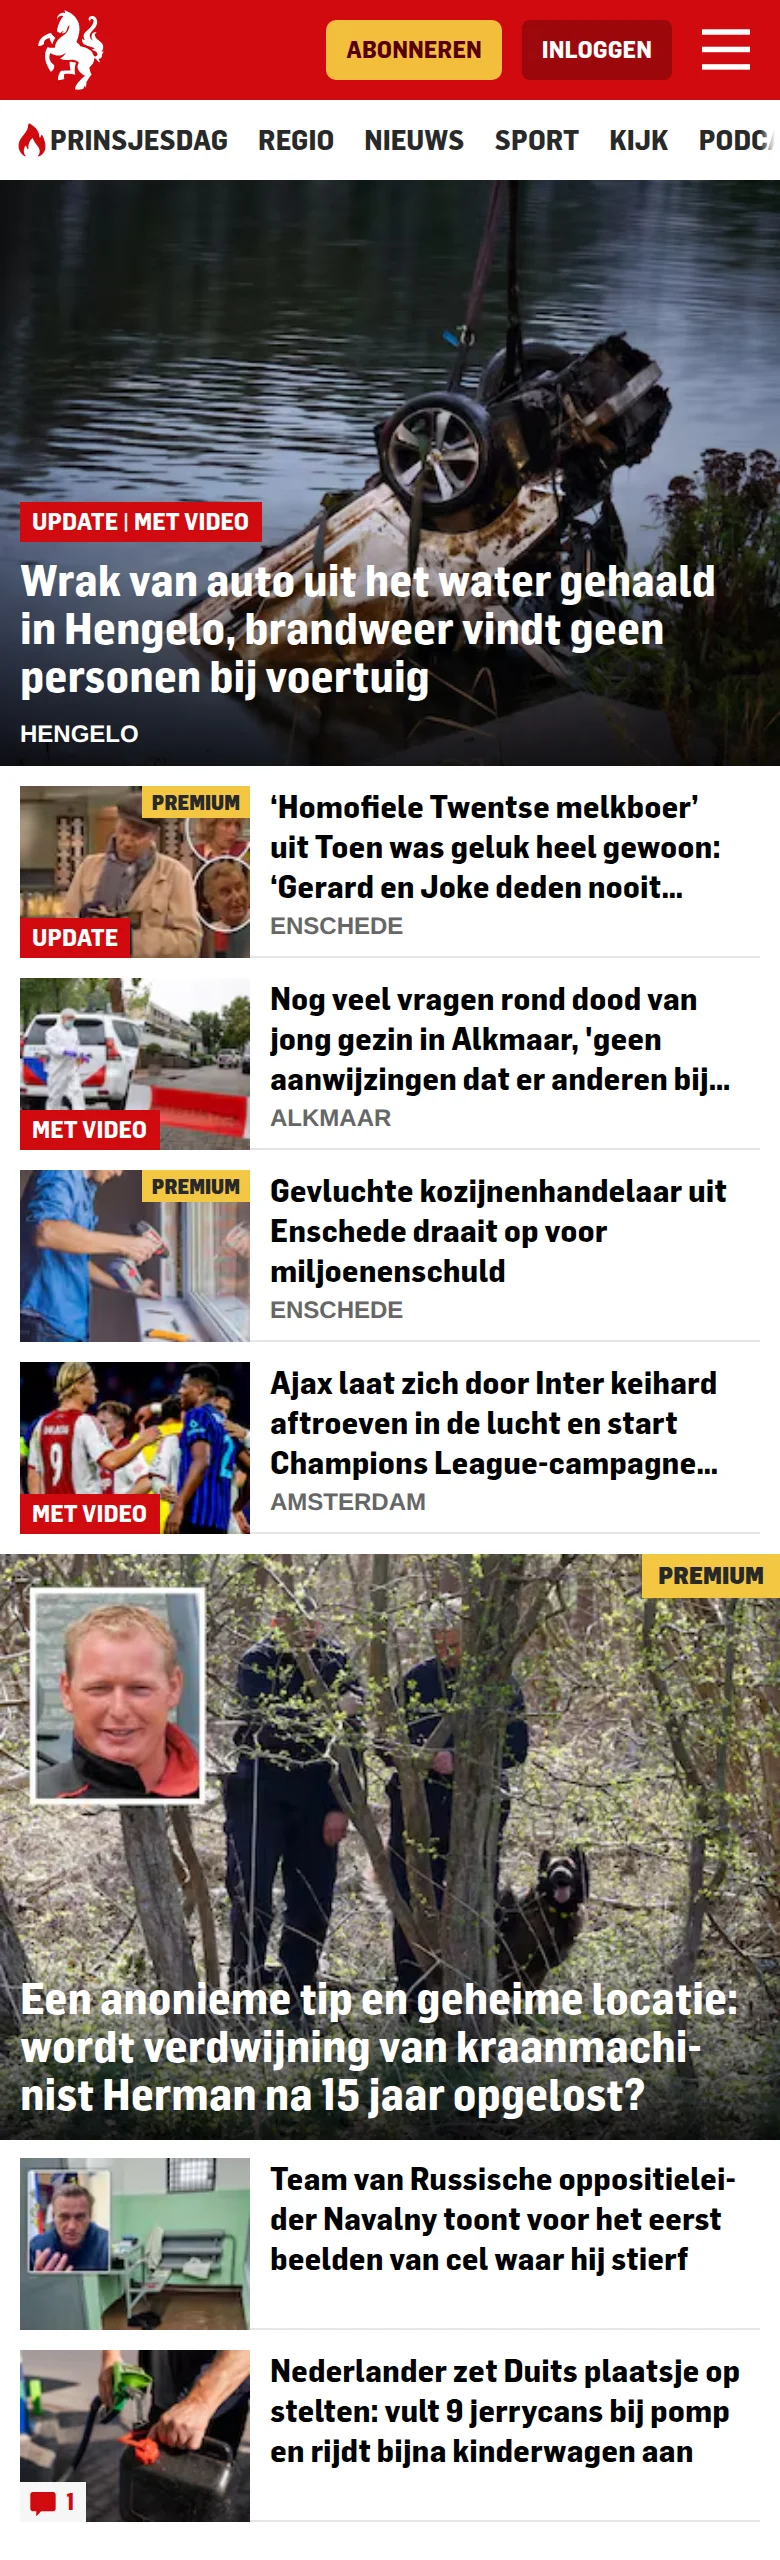 ABONNEREN
INLOGGEN
PRINSJESDAG REGIO NIEUWS SPORT KIJK PODCA
UPDATE | MET VIDEO
Wrak van auto uit het water gehaald
in Hengelo, brandweer vindt geen
personen bij voertuig
HENGELO
PREMIUM
UPDATE
‘Homofiele Twentse melkboer’
uit Toen was geluk heel gewoon:
‘Gerard en Joke deden nooit...
ENSCHEDE
MET VIDEO
Nog veel vragen rond dood van
jong gezin in Alkmaar, 'geen
aanwijzingen dat er anderen bij...
ALKMAAR
PREMIUM
Gevluchte kozijnenhandelaar uit
Enschede draait op voor
miljoenenschuld
ENSCHEDE
9
2
MET VIDEO
Ajax laat zich door Inter keihard
aftroeven in de lucht en start
Champions League-campagne...
AMSTERDAM
PREMIUM
Een anonieme tip en geheime locatie:
wordt verdwijning van kraanmachi-
nist Herman na 15 jaar opgelost?
Team van Russische oppositielei-
der Navalny toont voor het eerst
beelden van cel waar hij stierf
1
Nederlander zet Duits plaatsje op
stelten: vult 9 jerrycans bij pomp
en rijdt bijna kinderwagen aan